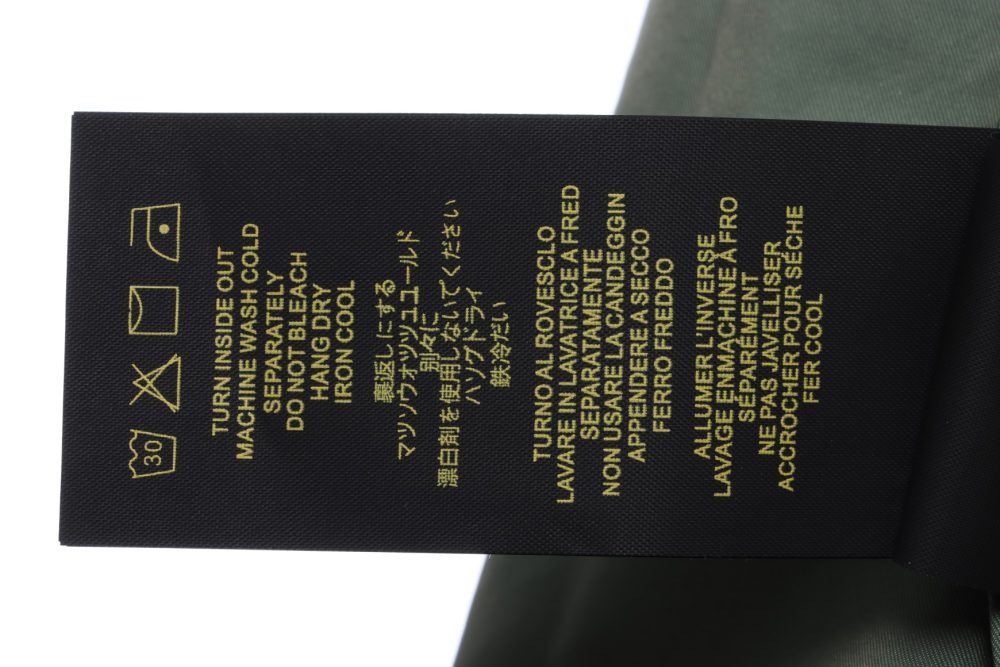 30
TURN INSIDE OUT
MACHINE WASH COLD
SEPARATELY
DO NOT BLEACH
HANG DRY
IRON COOL
裏返しにする
マツソウォツツュユールド
別々に
漂白剤を使用しないでください
ハソグドライ
鉄冷だい
TURNO AL ROVESCLO
LAVARE IN LAVATRICE A FRED
SEPARATAMENTE
NON USARE LA CANDEGGIN
APPENDERE A SECCO
FERRO FREDDO
ALLUMER L'INVERSE
LAVAGE ENMACHINE À FRO
SÉPARÉMENT
NE PAS JAVELLISER
ACCROCHER POUR SÉCHE
FER COOL